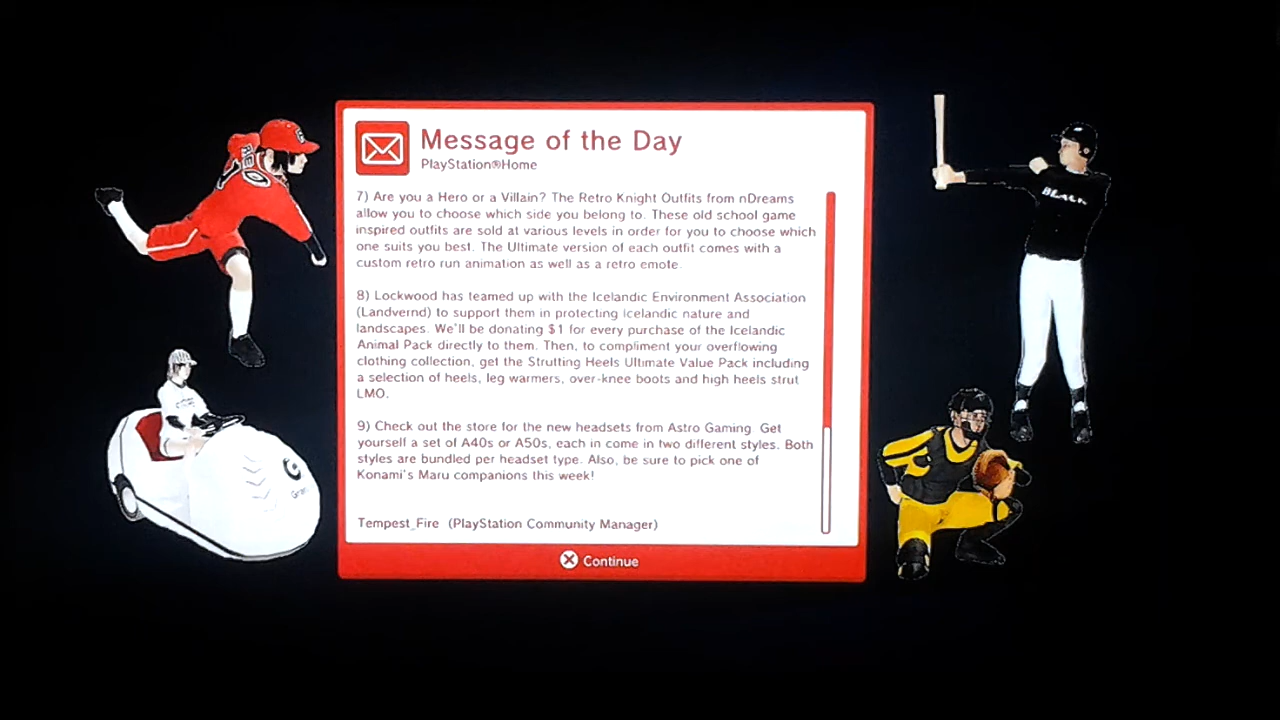 Message of the Day
PlayStation®Home
7) Are you a Hero or a Villain? The Retro Knight Outfits from nDreams
allow you to choose which side you belong to. These old school game
inspired outfits are sold at various levels in order for you to choose which
one suits you best. The Ultimate version of each outfit comes with a
custom retro run animation as well as a retro emote.
8) Lockwood has teamed up with the Icelandic Environment Association
(Landvernd) to support them in protecting Icelandic nature and
landscapes. We'll be donating $1 for every purchase of the Icelandic
Animal Pack directly to them. Then, to compliment your overflowing
clothing collection, get the Strutting Heels Ultimate Value Pack including
a selection of heels, leg warmers, over-knee boots and high heels strut
LMO.
9) Check out the store for the new headsets from Astro Gaming. Get
yourself a set of A40s or A50s, each in come in two different styles. Both
styles are bundled per headset type. Also, be sure to pick one of
Konami's Maru companions this week!
Tempest_Fire (PlayStation Community Manager)
Continue
RED
BLACK